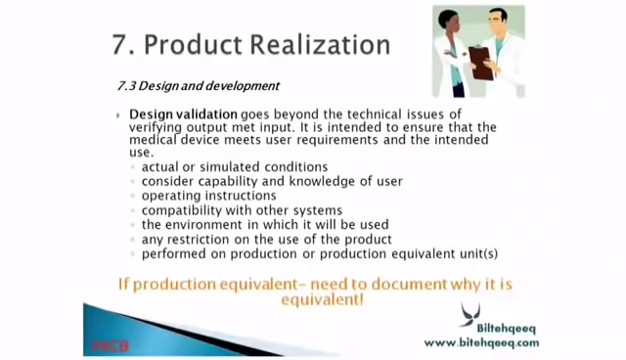 7. Product Realization
7.3 Design and development
Design validation goes beyond the technical issues of
verifying output met input. It is intended to ensure that the
medical device meets user requirements and the intended
use.
actual or simulated conditions
consider capability and knowledge of user
operating instructions
compatibility with other systems
the environment in which it will be used
any restriction on the use of the product
performed on production or production equivalent unit(s)
If production equivalent- need to document why it is
equivalent!
Biltehqeeq
PECB
www.bitehqeeq.com